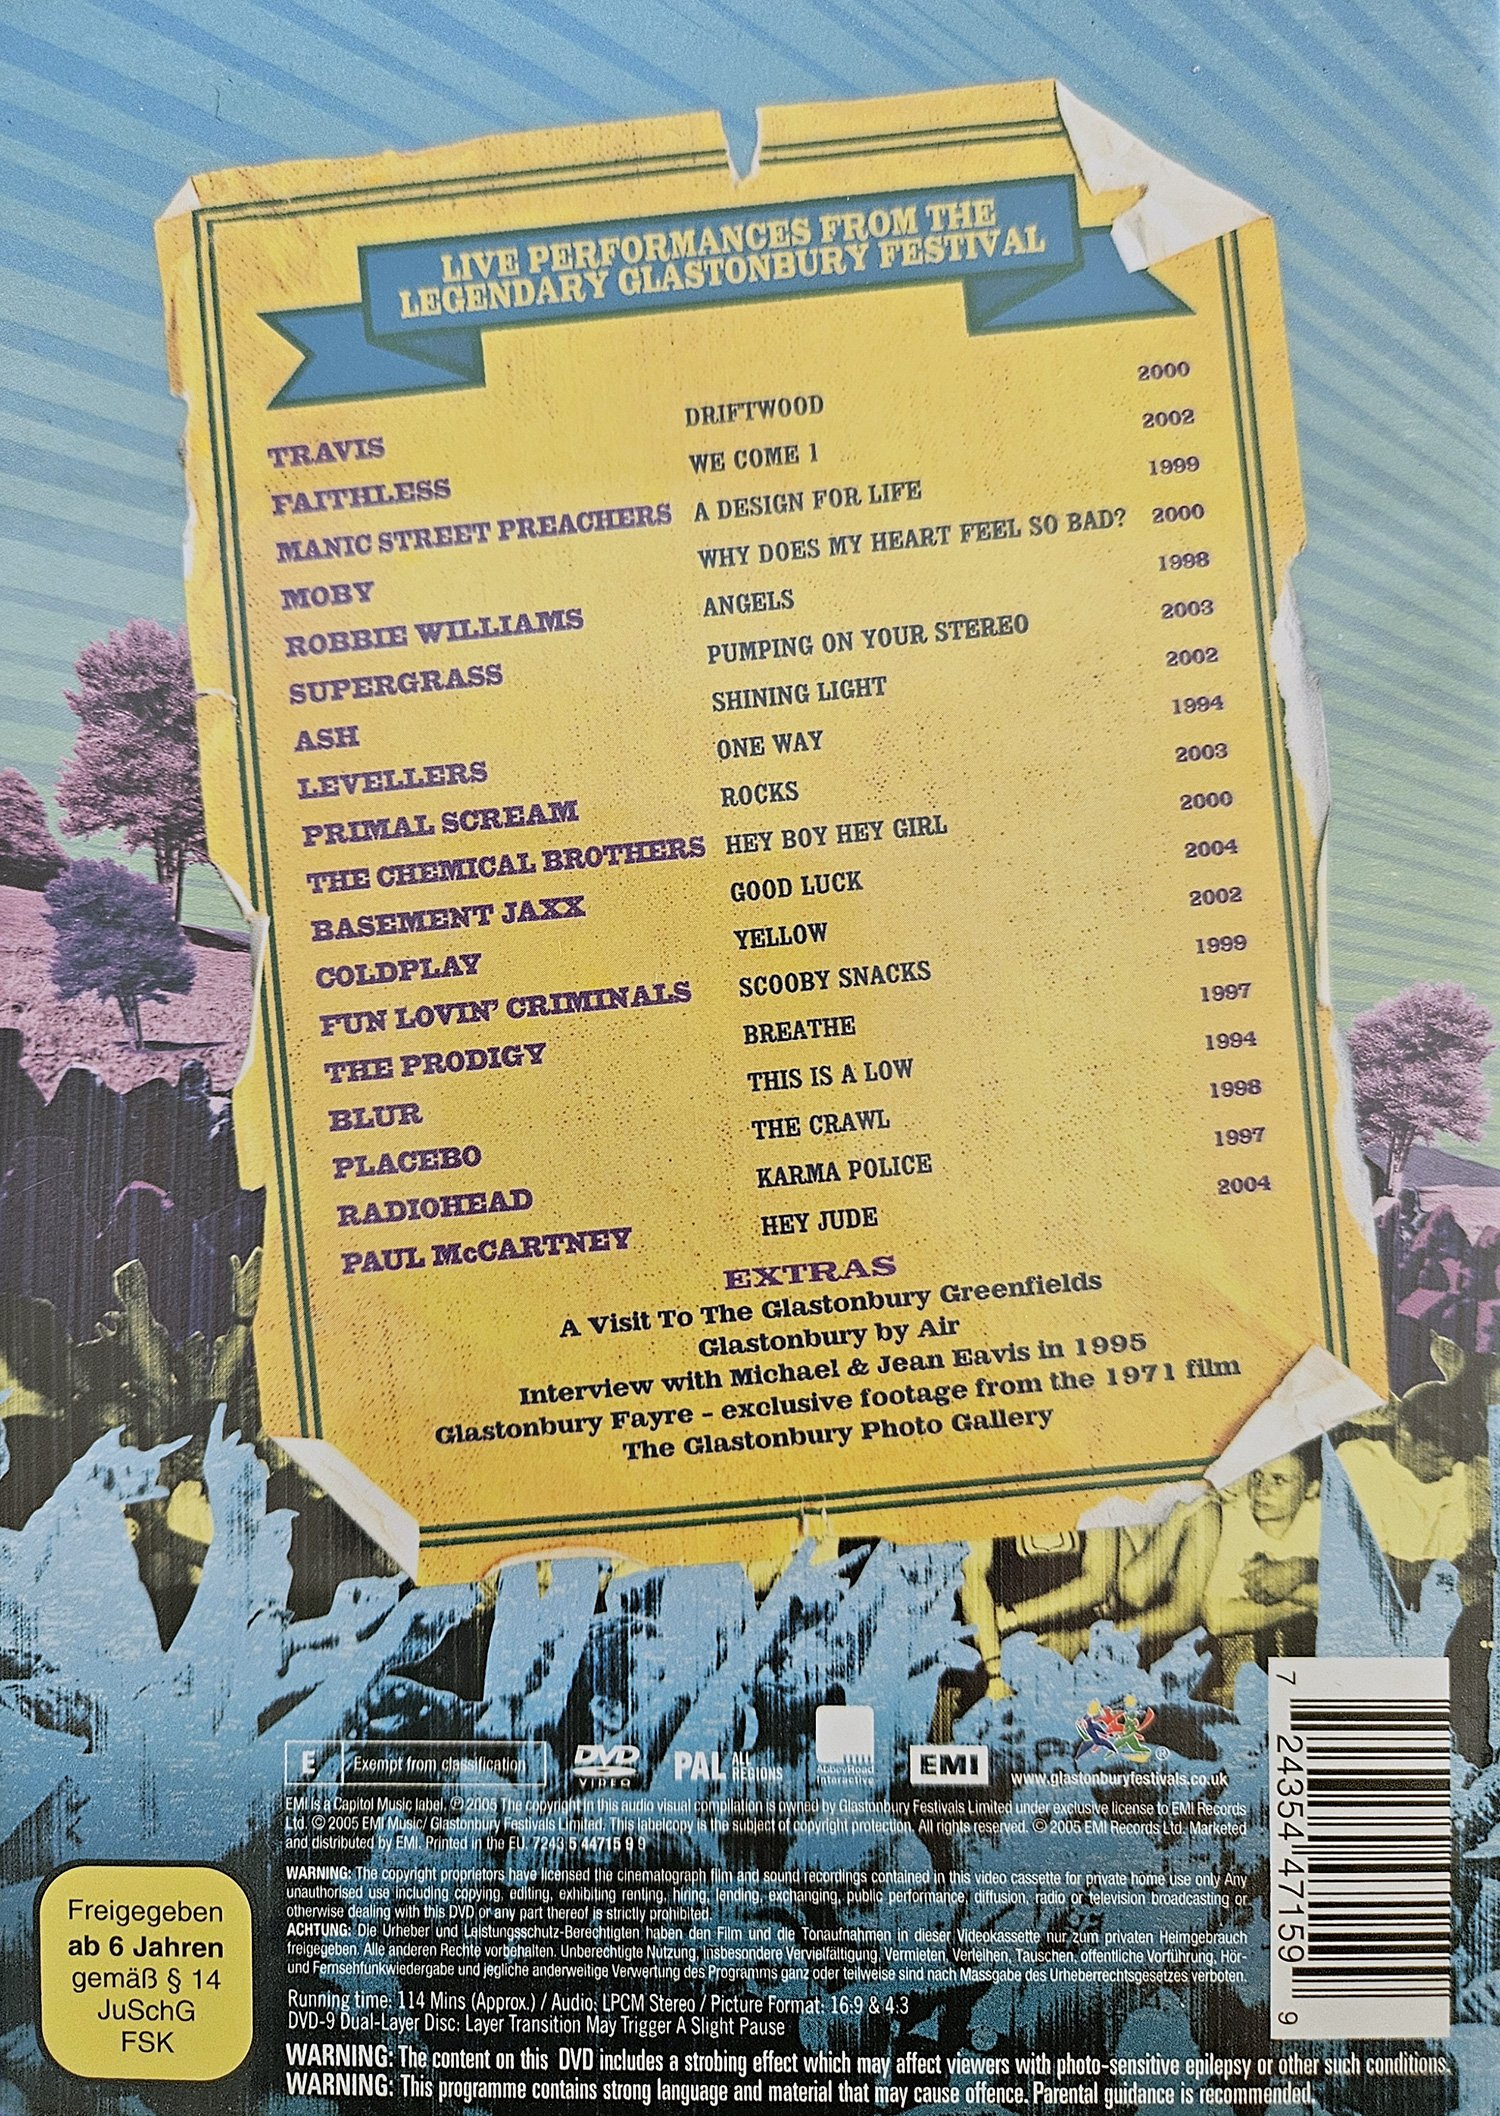 LIVE PERFORMANCES FROM THE
LEGENDARY GLASTONBURY FESTIVAL
TRAVIS DRIFTWOOD 2000
FAITHLESS WE COME 1 2002
MANIC STREET PREACHERS A DESIGN FOR LIFE 1999
MOBY WHY DOES MY HEART FEEL SO BAD? 2000
ROBBIE WILLIAMS ANGELS 1998
SUPERGRASS PUMPING ON YOUR STEREO 2003
ASH SHINING LIGHT 2002
LEVELLERS ONE WAY 1994
PRIMAL SCREAM ROCKS 2003
THE CHEMICAL BROTHERS HEY BOY HEY GIRL 2000
BASEMENT JAXX GOOD LUCK 2004
COLDPLAY YELLOW 2002
FUN LOVIN' CRIMINALS SCOOBY SNACKS 1999
THE PRODIGY BREATHE 1997
BLUR THIS IS A LOW 1994
PLACEBO THE CRAWL 1998
RADIOHEAD KARMA POLICE 1997
PAUL McCARTNEY HEY JUDE 2004
EXTRAS
A Visit To The Glastonbury Greenfields
Glastonbury by Air
Interview with Michael & Jean Eavis in 1995
Glastonbury Fayre - exclusive footage from the 1971 film
The Glastonbury Photo Gallery
E Exempt from classification
DVD VIDEO
PAL ALL REGIONS
AbbeyRoad Interactive
EMI
®
www.glastonburyfestivals.co.uk
EMI is a Capitol Music label. ℗ 2005 The copyright in this audio visual compilation is owned by Glastonbury Festivals Limited under exclusive license to EMI Records
Ltd. © 2005 EMI Music/ Glastonbury Festivals Limited. This labelcopy is the subject of copyright protection. All rights reserved. © 2005 EMI Records Ltd. Marketed
and distributed by EMI. Printed in the EU. 7243 5 44715 9 9
WARNING: The copyright proprietors have licensed the cinematograph film and sound recordings contained in this video cassette for private home use only Any
unauthorised use including copying, editing, exhibiting renting, hiring, lending, exchanging, public performance, diffusion, radio or television broadcasting or
otherwise dealing with this DVD or any part thereof is strictly prohibited.
ACHTUNG: Die Urheber und Leistungsschutz-Berechtigten haben den Film und die Tonaufnahmen in dieser Videokassette nur zum privaten Heimgebrauch
freigegeben. Alle anderen Rechte vorbehalten. Unberechtigte Nutzung, insbesondere Vervielfältigung, Vermieten, Verleihen, Tauschen, öffentliche Vorführung, Hör-
und Fernsehfunkwiedergabe und jegliche anderweitige Verwertung des Programms ganz oder teilweise sind nach Massgabe des Urheberrechtsgesetzes verboten.
Running time: 114 Mins (Approx.) / Audio: LPCM Stereo / Picture Format: 16:9 & 4:3
DVD-9 Dual-Layer Disc: Layer Transition May Trigger A Slight Pause
WARNING: The content on this DVD includes a strobing effect which may affect viewers with photo-sensitive epilepsy or other such conditions.
WARNING: This programme contains strong language and material that may cause offence. Parental guidance is recommended.
Freigegeben
ab 6 Jahren
gemäß § 14
JuSchG
FSK
7 24354 47159 9